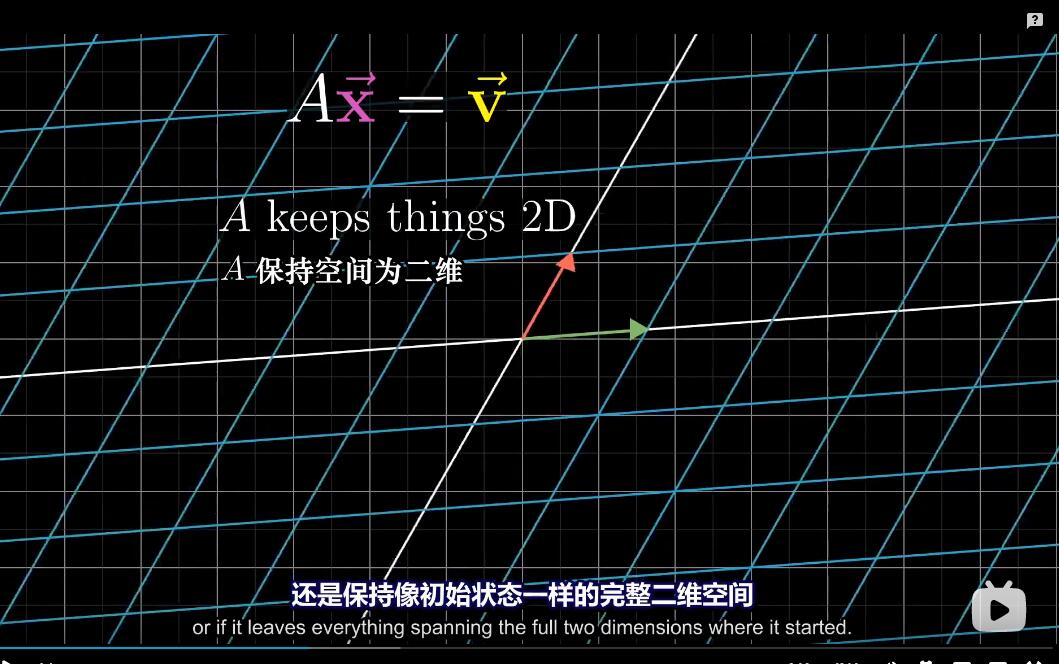 ?
A\vec{x} = \vec{v}
A keeps things 2D
A 保持空间为二维
还是保持像初始状态一样的完整二维空间
or if it leaves everything spanning the full two dimensions where it started.